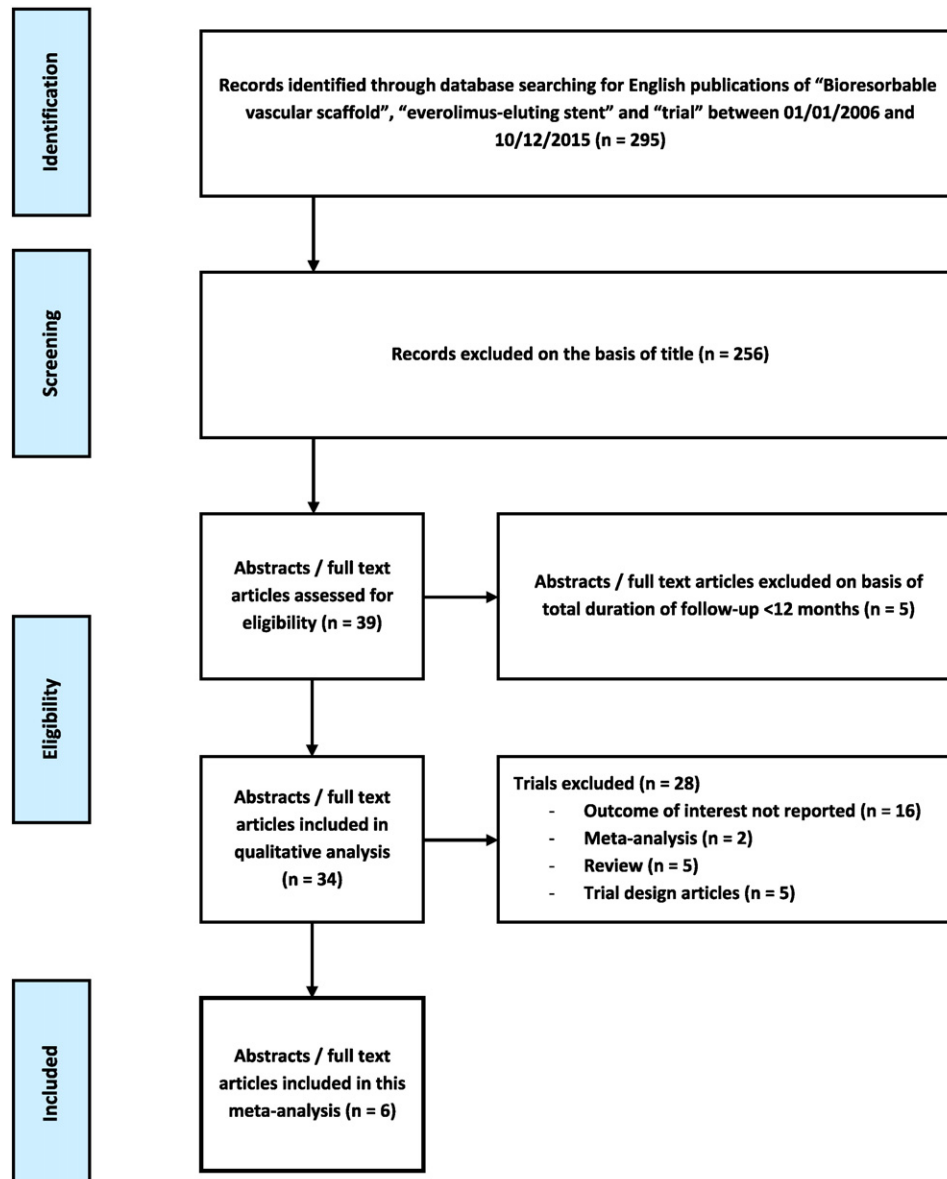 Identification
Records identified through database searching for English publications of “Bioresorbable
vascular scaffold”, “everolimus-eluting stent” and “trial” between 01/01/2006 and
10/12/2015 (n = 295)
Screening
Records excluded on the basis of title (n = 256)
Eligibility
Abstracts / full text
articles assessed for
eligibility (n = 39)
Abstracts / full text articles excluded on basis of
total duration of follow-up <12 months (n = 5)
Abstracts / full text
articles included in
qualitative analysis
(n = 34)
Trials excluded (n = 28)
- Outcome of interest not reported (n = 16)
- Meta-analysis (n = 2)
- Review (n = 5)
- Trial design articles (n = 5)
Included
Abstracts / full text
articles included in this
meta-analysis (n = 6)